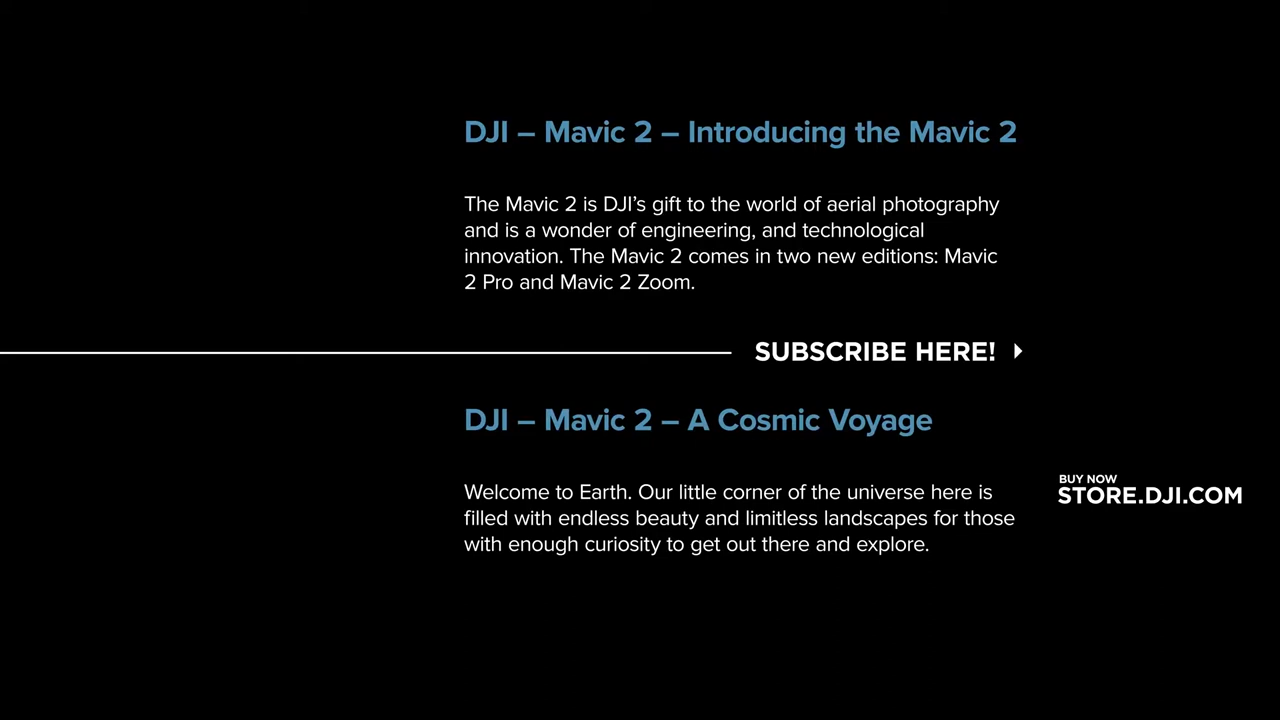 DJI – Mavic 2 – Introducing the Mavic 2
The Mavic 2 is DJI’s gift to the world of aerial photography
and is a wonder of engineering, and technological
innovation. The Mavic 2 comes in two new editions: Mavic
2 Pro and Mavic 2 Zoom.
SUBSCRIBE HERE!
DJI – Mavic 2 – A Cosmic Voyage
Welcome to Earth. Our little corner of the universe here is
filled with endless beauty and limitless landscapes for those
with enough curiosity to get out there and explore.
BUY NOW
STORE.DJI.COM